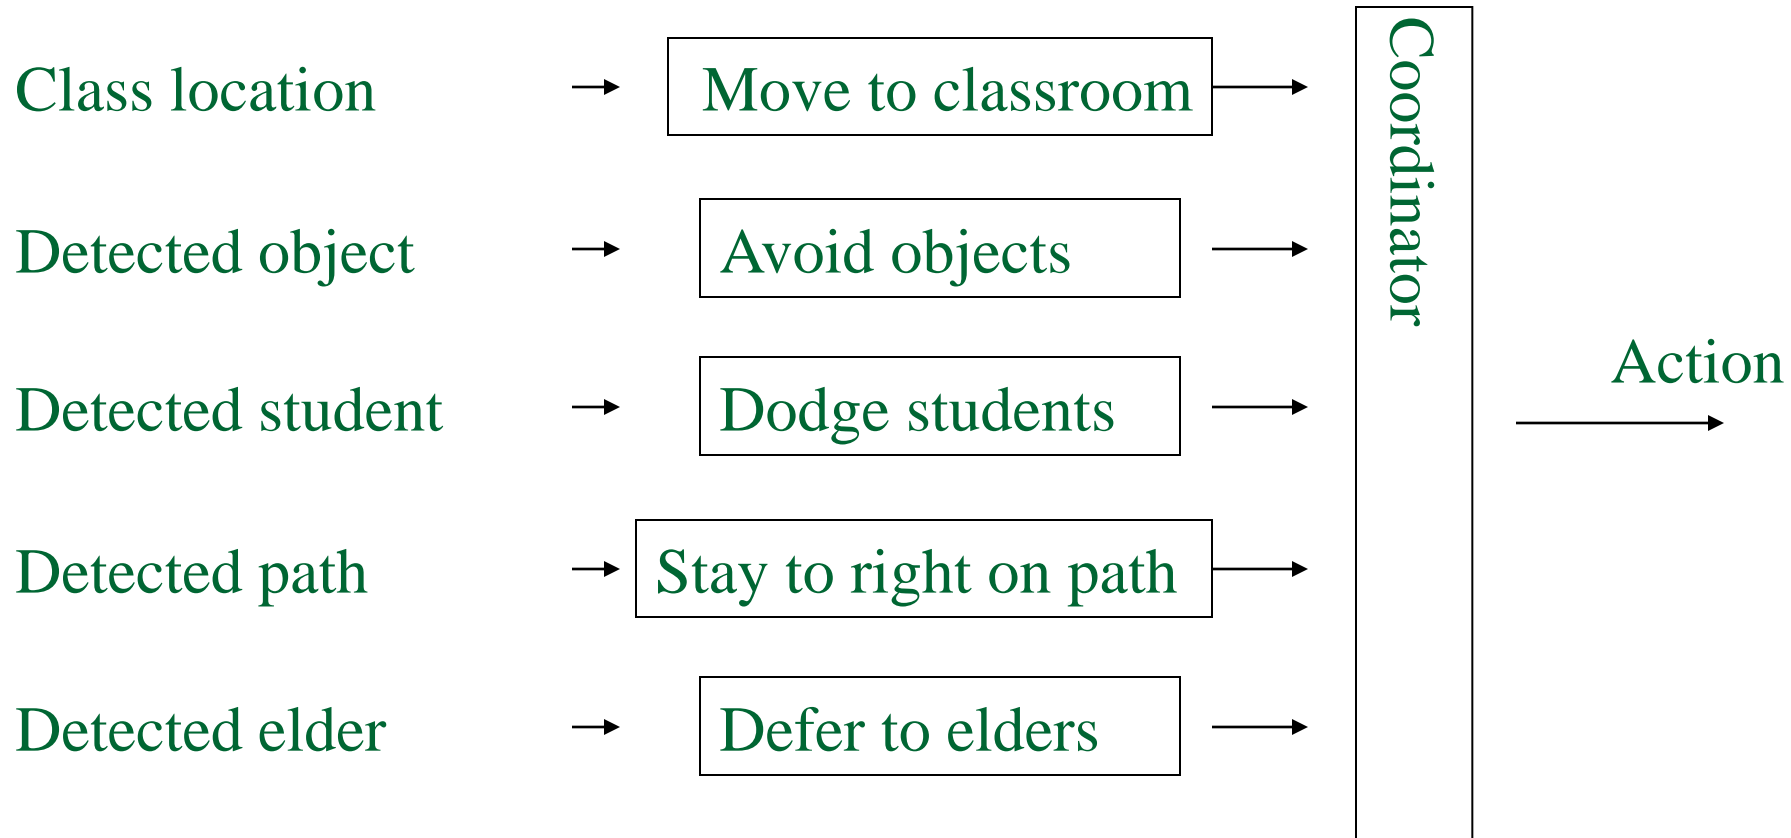 Class location
Move to classroom
Detected object
Avoid objects
Detected student
Dodge students
Detected path
Stay to right on path
Detected elder
Defer to elders
Coordinator
Action